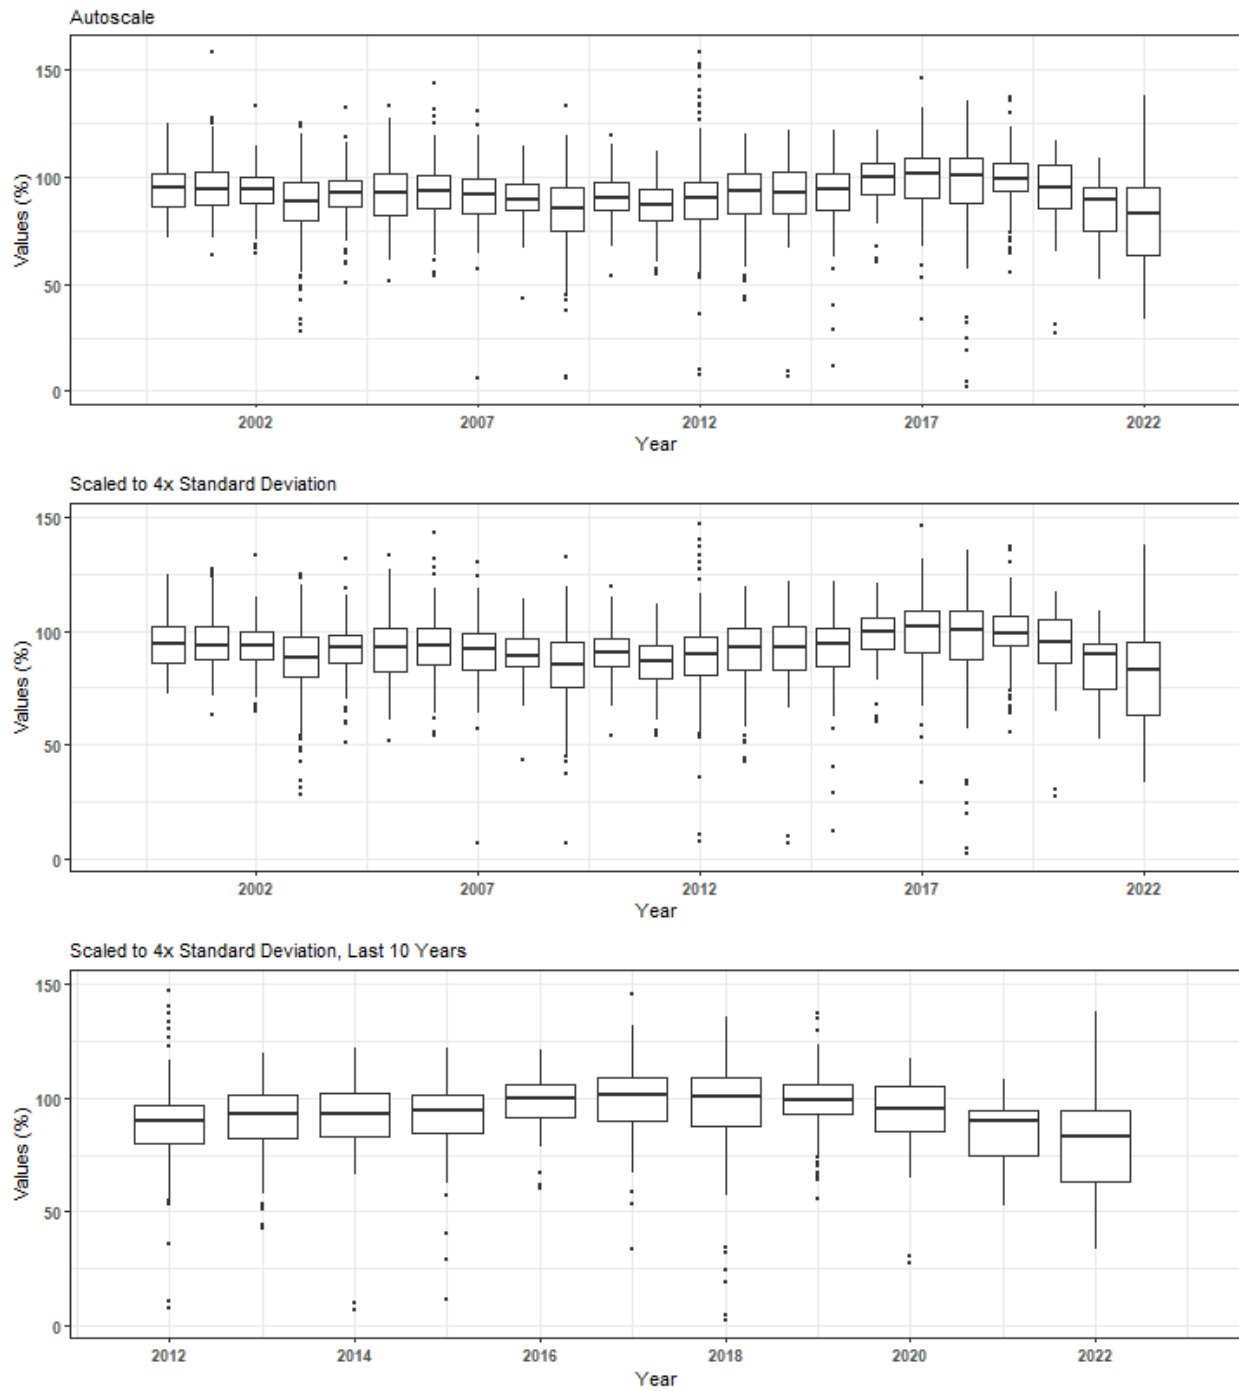 Autoscale
150
100
50
0
Values (%)
2002 2007 2012 2017 2022
Year
Scaled to 4x Standard Deviation
150
100
50
0
Values (%)
2002 2007 2012 2017 2022
Year
Scaled to 4x Standard Deviation, Last 10 Years
150
100
50
0
Values (%)
2012 2014 2016 2018 2020 2022
Year